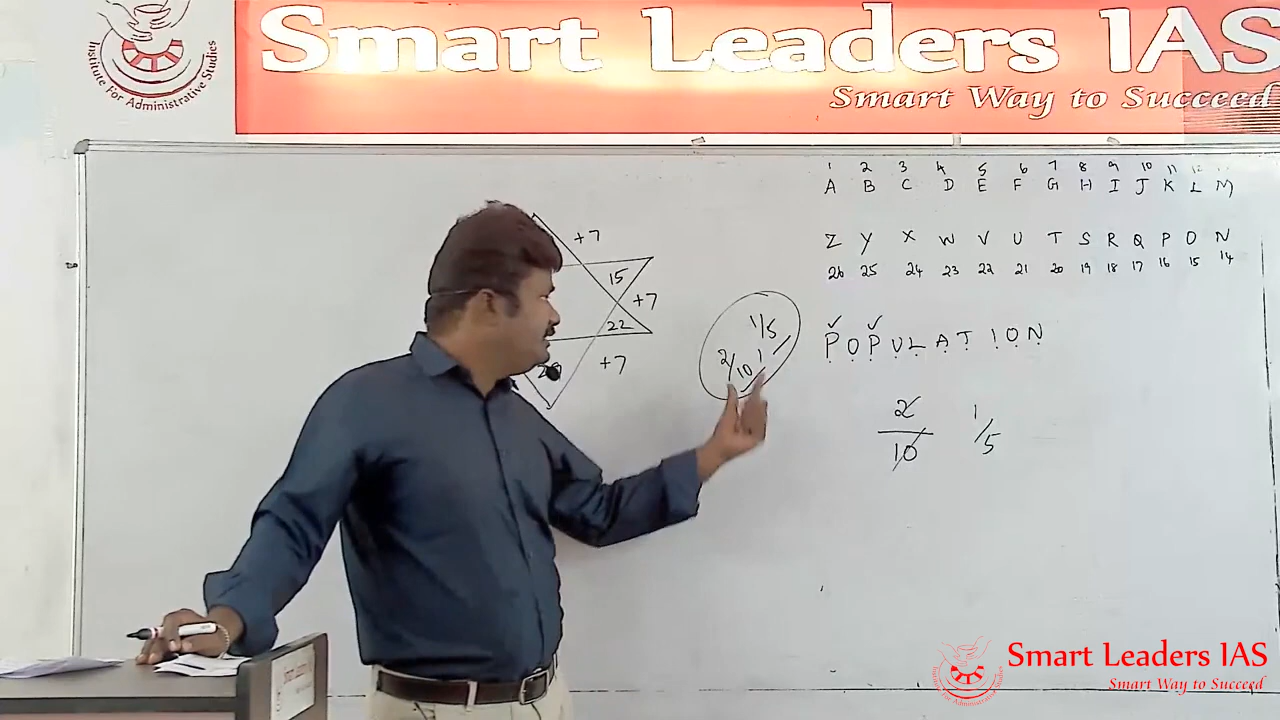 Smart Leaders IAS
Smart Way to Succeed
Institute For Administrative Studies
1 2 3 4 5 6 7 8 9 10 11 12
A B C D E F G H I J K L M
Z Y X W V U T S R Q P O N
26 25 24 23 22 21 20 19 18 17 16 15 14
+7
15
+7
22
+7
1/5
2/10
1
POPULATION
2/10 1/5
Smart Leaders IAS
Smart Way to Succeed